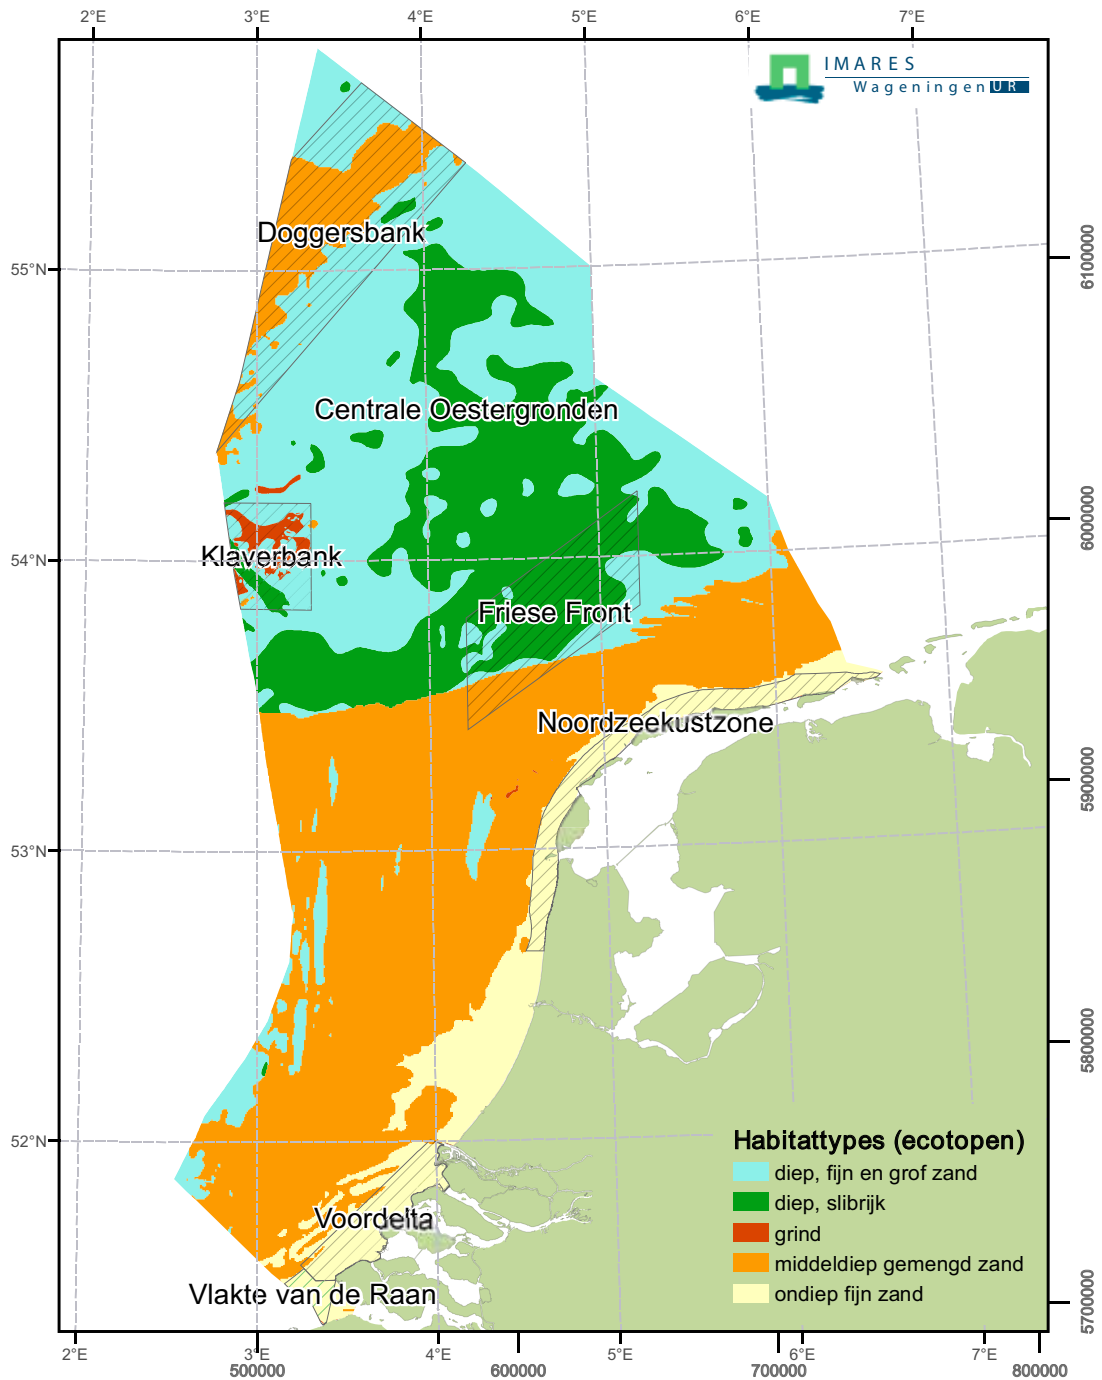 2°E 3°E 4°E 5°E 6°E 7°E
IMARES
Wageningen UR
Doggersbank
6100000
55°N
Centrale Oestergronden
6000000
54°N
Klaverbank
Friese Front
Noordzeekustzone
5900000
53°N
5800000
52°N
Habitattypes (ecotopen)
diep, fijn en grof zand
diep, slibrijk
grind
middeldiep gemengd zand
ondiep fijn zand
Voordelta
Vlakte van de Raan
5700000
2°E 3°E 4°E 5°E 6°E 7°E
500000 600000 700000 800000